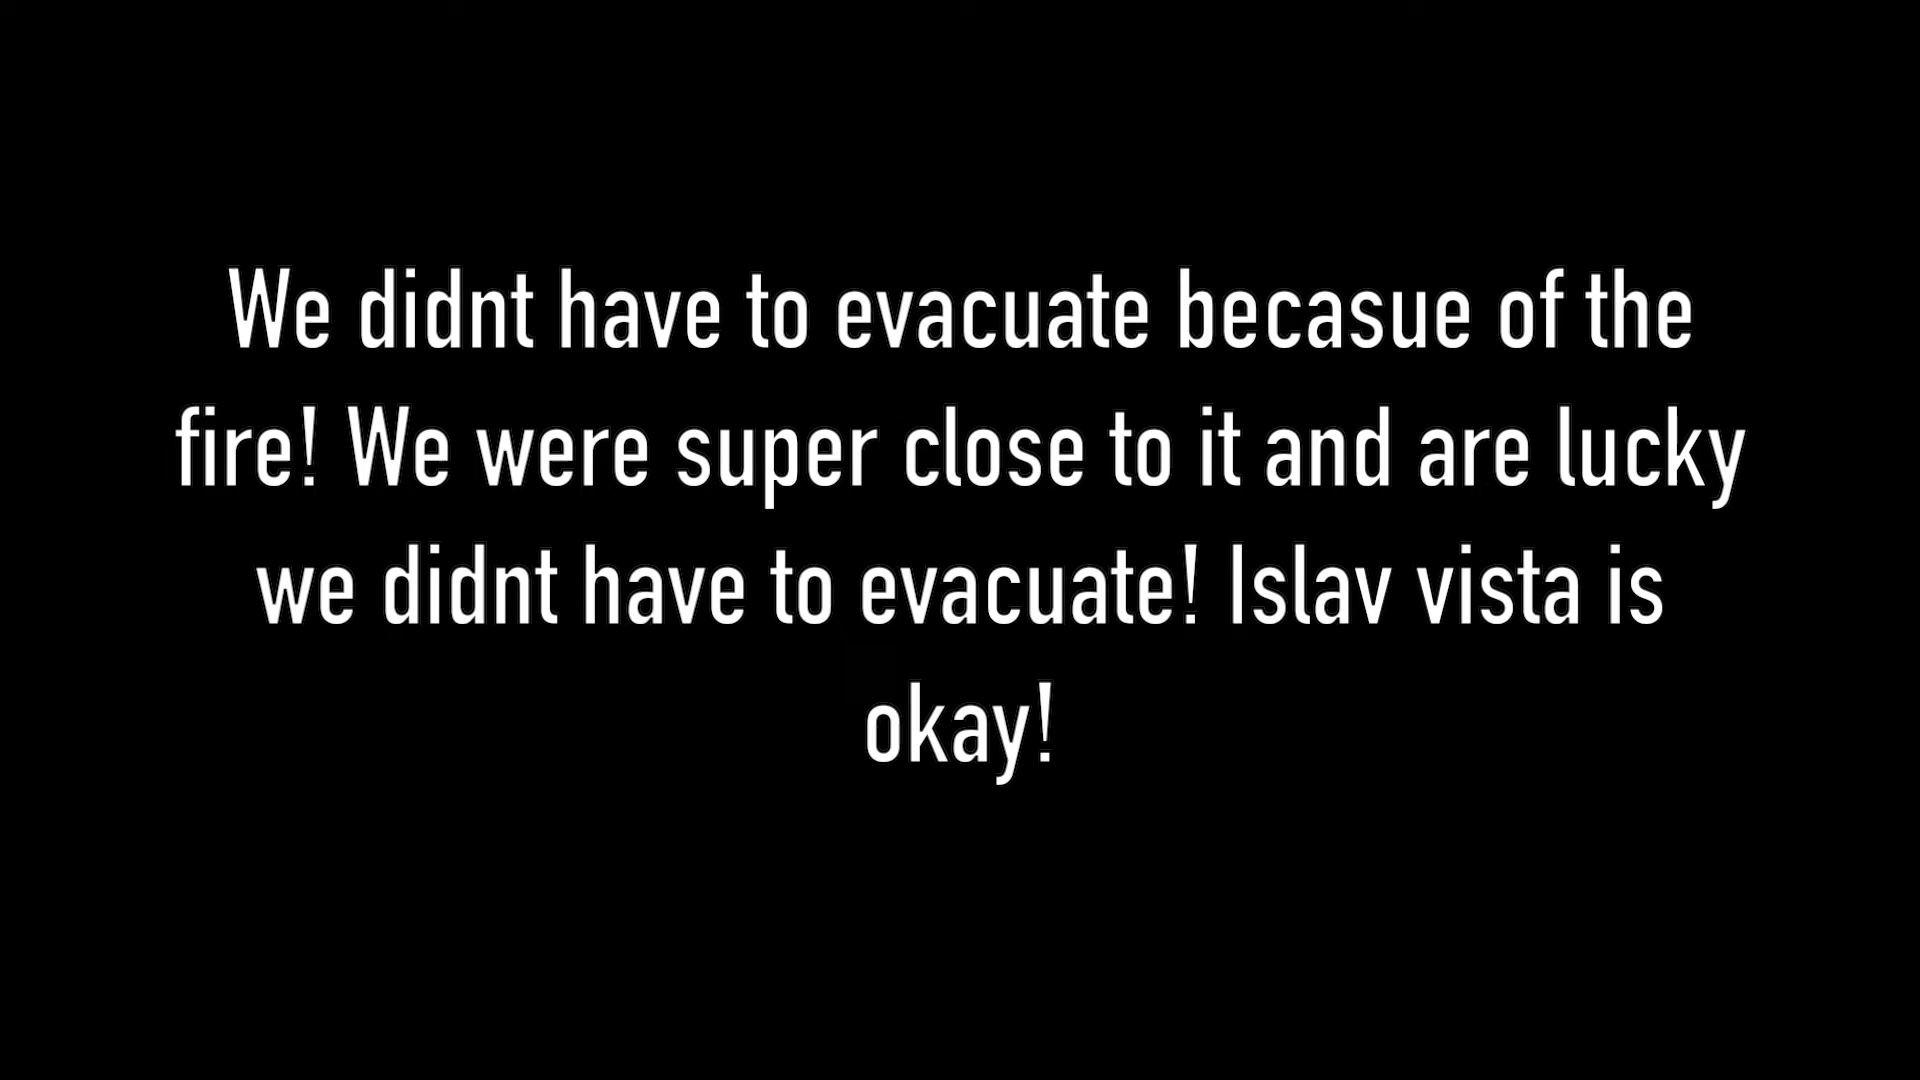 We didnt have to evacuate becasue of the
fire! We were super close to it and are lucky
we didnt have to evacuate! Islav vista is
okay!